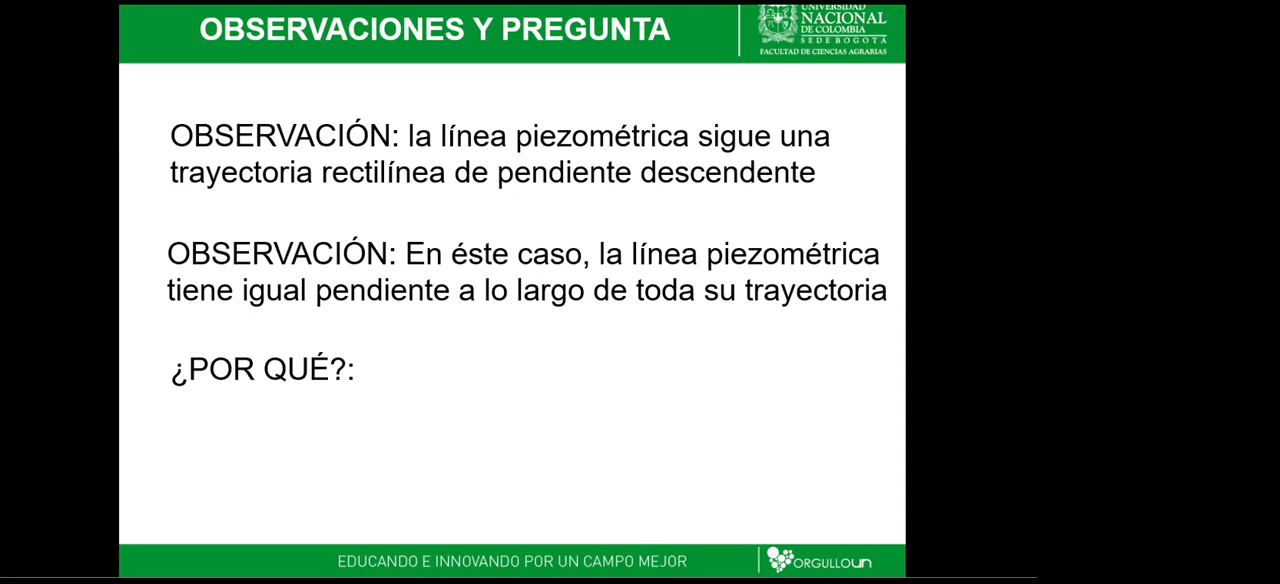 OBSERVACIONES Y PREGUNTA
UNIVERSIDAD
NACIONAL
DE COLOMBIA
SEDE BOGOTÁ
FACULTAD DE CIENCIAS AGRARIAS
OBSERVACIÓN: la línea piezométrica sigue una
trayectoria rectilínea de pendiente descendente
OBSERVACIÓN: En éste caso, la línea piezométrica
tiene igual pendiente a lo largo de toda su trayectoria
¿POR QUÉ?:
EDUCANDO E INNOVANDO POR UN CAMPO MEJOR
ORGULLOUN